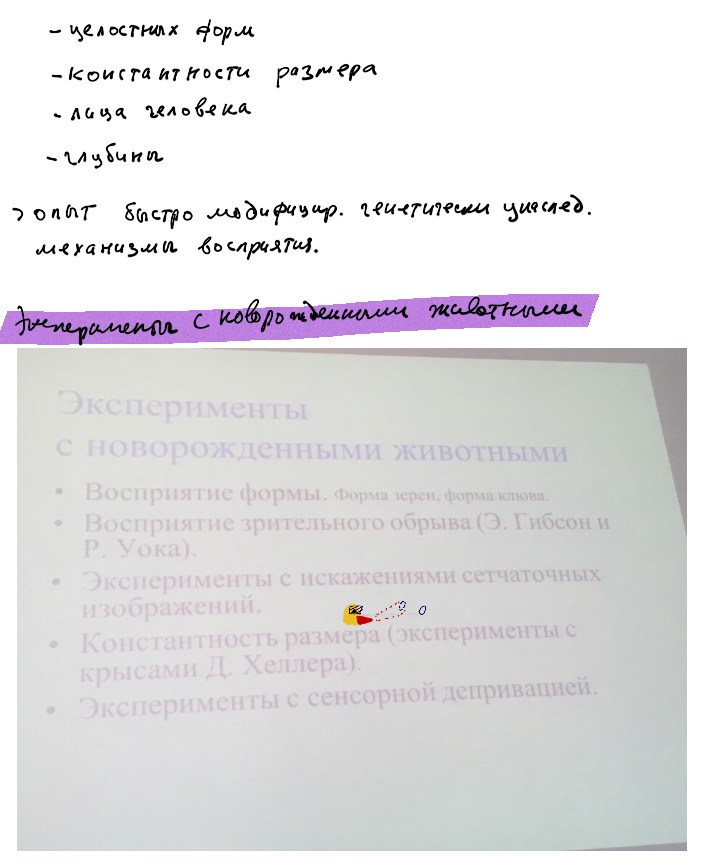 - целостных форм
- константности размера
- лица человека
- глубины
> опыт быстро модифицир. генетически унаслед.
механизмы восприятия.
Эксперименты с новорожденными животными
Эксперименты
с новорожденными животными
• Восприятие формы. Форма зерен, форма клюва.
• Восприятие зрительного обрыва (Э. Гибсон и
Р. Уока).
• Эксперименты с искажениями сетчаточных
изображений.
• Константность размера (эксперименты с
крысами Д. Хеллера).
• Эксперименты с сенсорной депривацией.